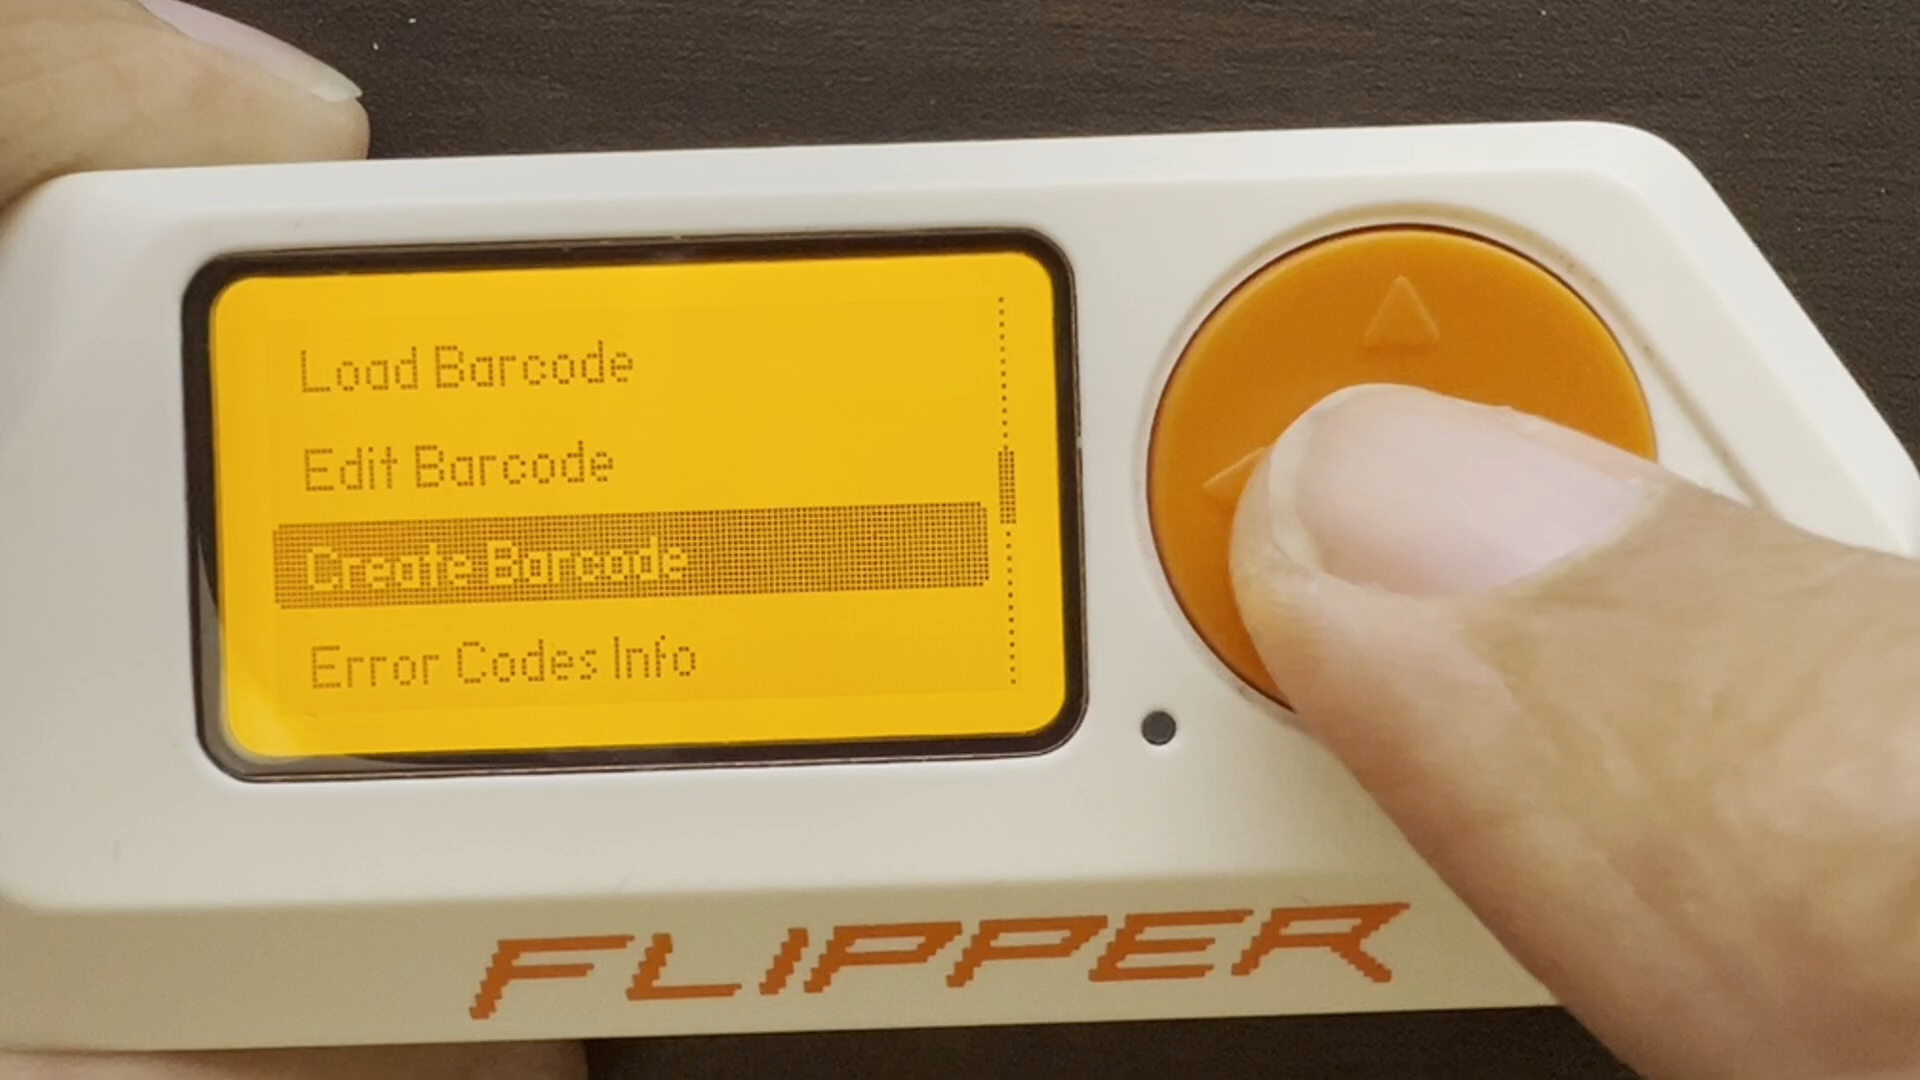 Load Barcode
Edit Barcode
Create Barcode
Error Codes Info
FLIPPER